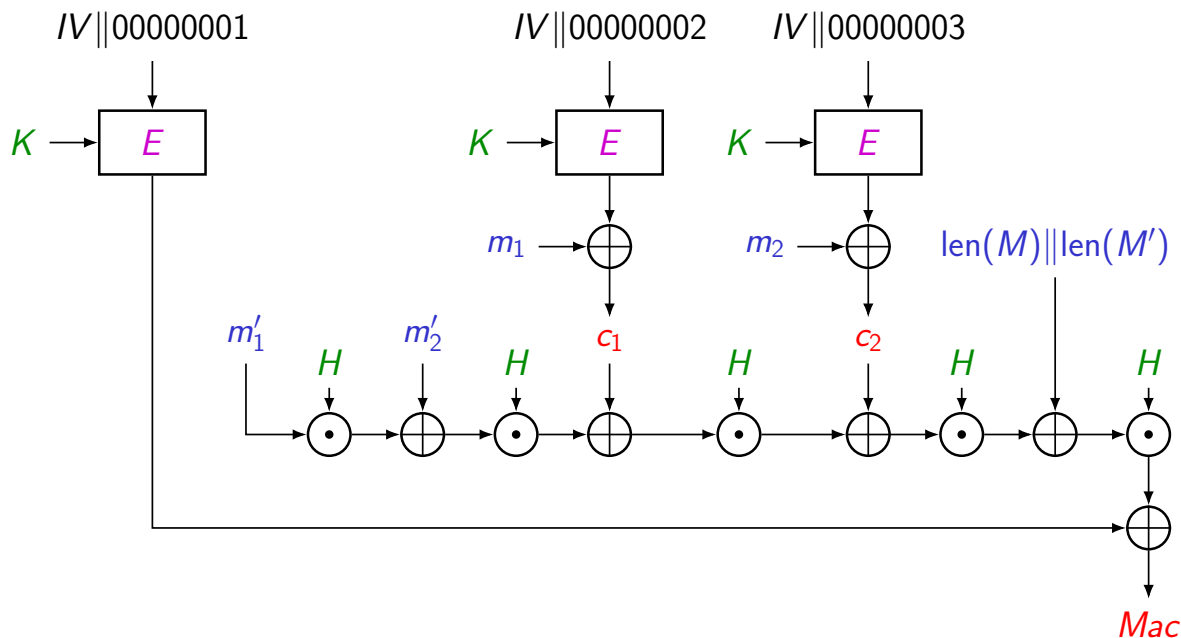 IV‖00000001 IV‖00000002 IV‖00000003
K E K E K E
m₁ m₂ len(M)‖len(M′)
m′₁ m′₂ c₁ c₂
H H H H H
Mac